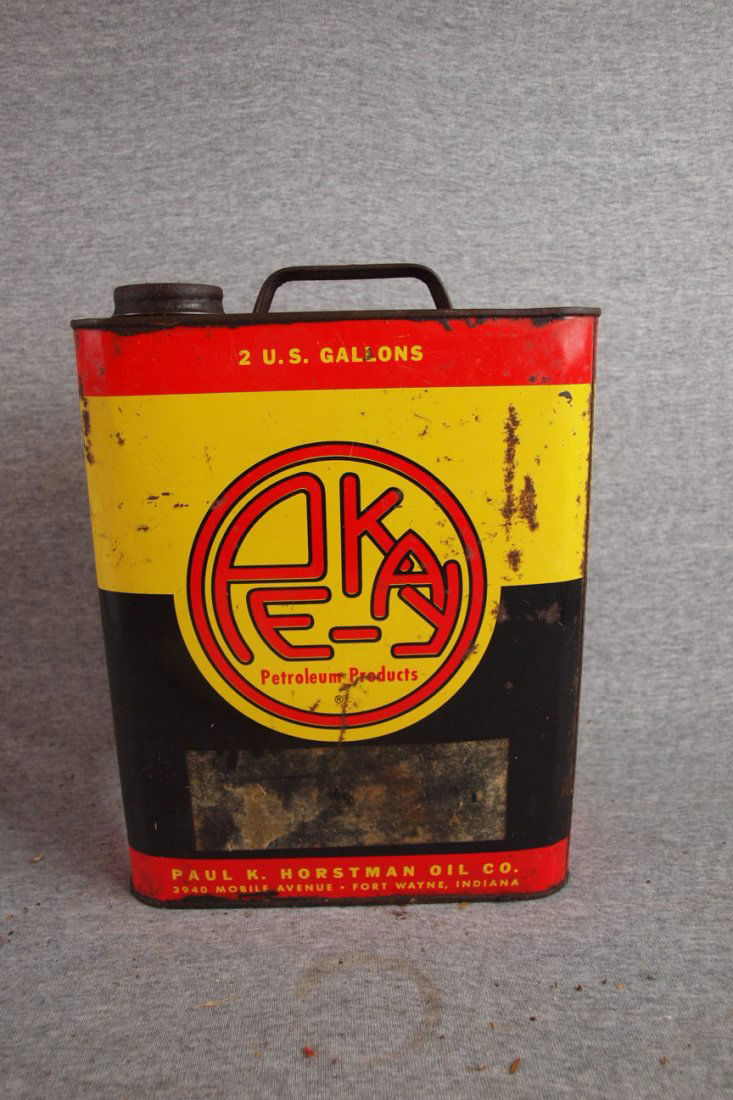 2 U.S. GALLONS
PE-KAY
Petroleum Products
®
PAUL K. HORSTMAN OIL CO.
3940 MOBILE AVENUE • FORT WAYNE, INDIANA